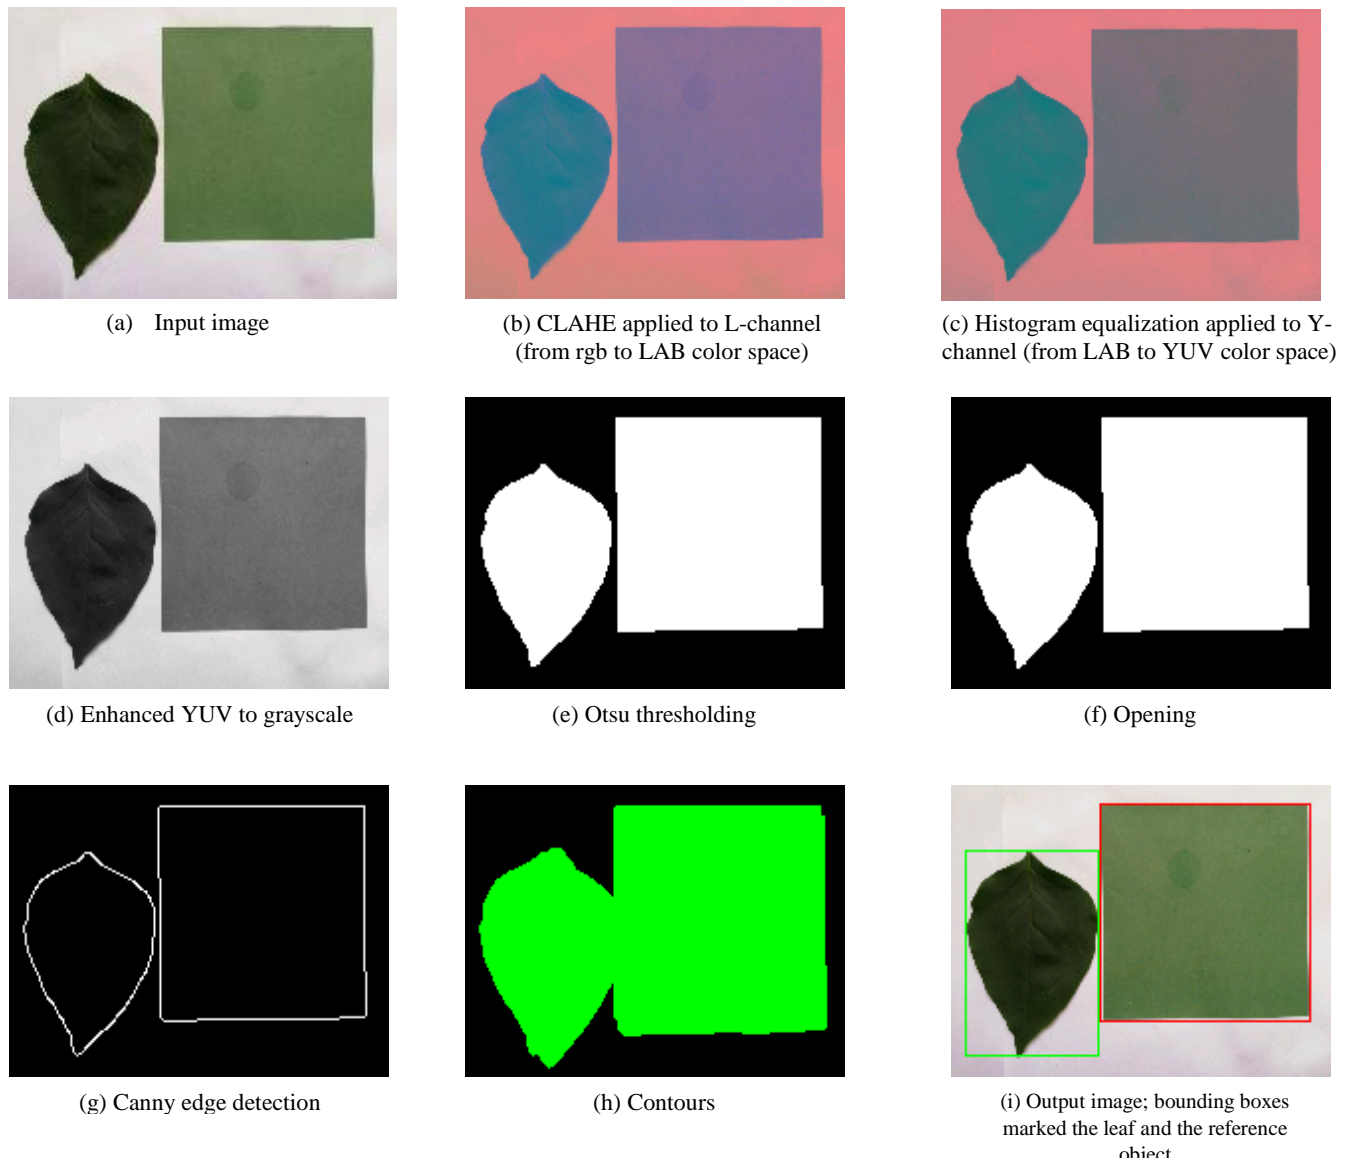 (a) Input image
(b) CLAHE applied to L-channel
(from rgb to LAB color space)
(c) Histogram equalization applied to Y-
channel (from LAB to YUV color space)
(d) Enhanced YUV to grayscale
(e) Otsu thresholding
(f) Opening
(g) Canny edge detection
(h) Contours
(i) Output image; bounding boxes
marked the leaf and the reference
object